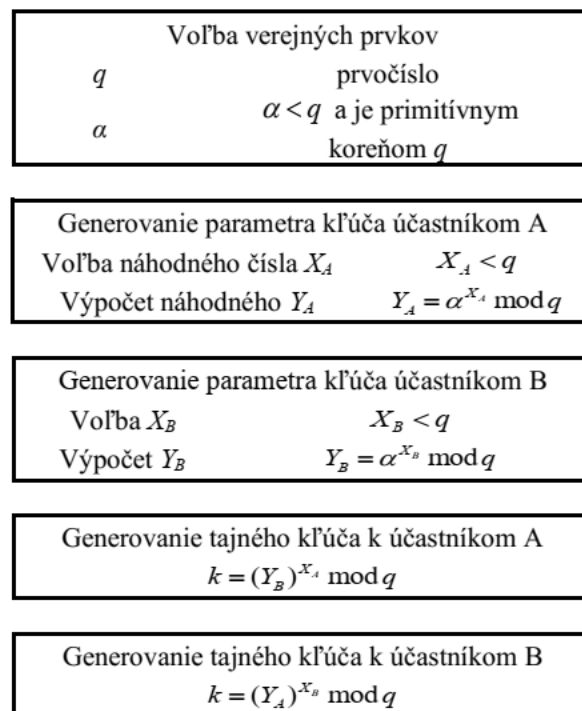 Voľba verejných prvkov
q prvočíslo
α α < q a je primitívnym
koreňom q
Generovanie parametra kľúča účastníkom A
Voľba náhodného čísla X_A X_A < q
Výpočet náhodného Y_A Y_A = α^{X_A} mod q
Generovanie parametra kľúča účastníkom B
Voľba X_B X_B < q
Výpočet Y_B Y_B = α^{X_B} mod q
Generovanie tajného kľúča k účastníkom A
k = (Y_B)^{X_A} mod q
Generovanie tajného kľúča k účastníkom B
k = (Y_A)^{X_B} mod q